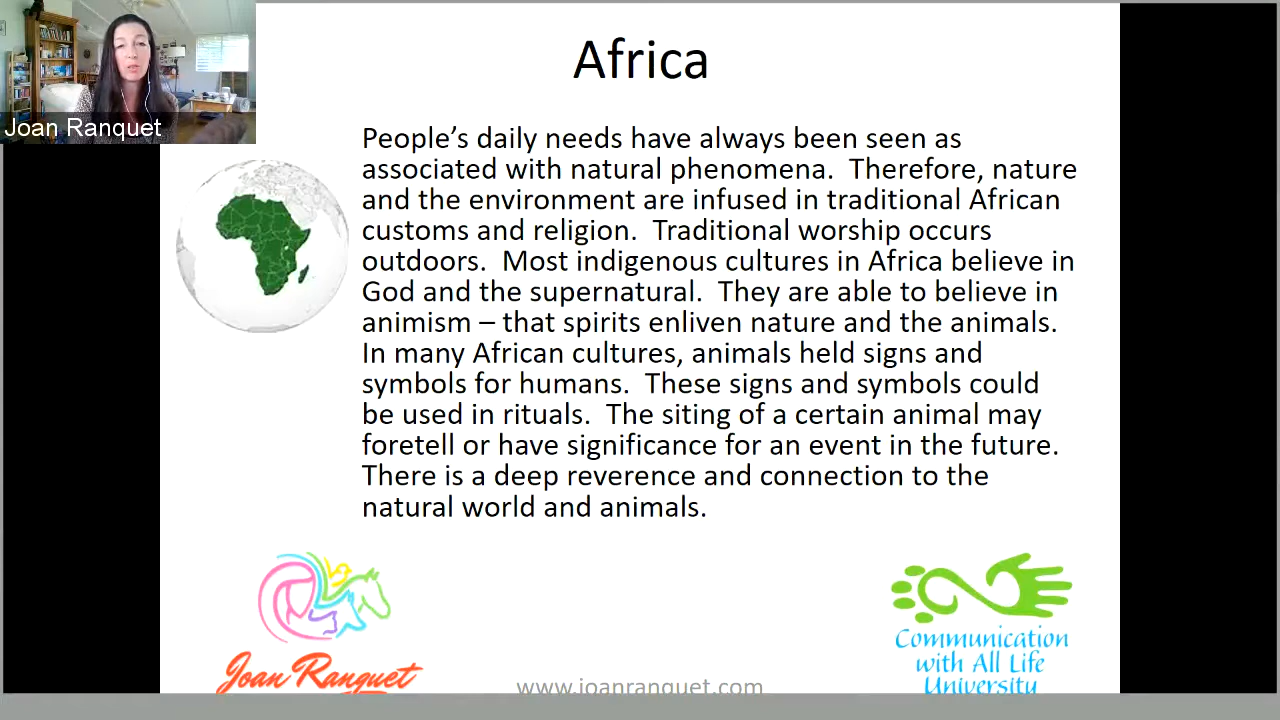 Joan Ranquet
Africa
People’s daily needs have always been seen as
associated with natural phenomena.  Therefore, nature
and the environment are infused in traditional African
customs and religion.  Traditional worship occurs
outdoors.  Most indigenous cultures in Africa believe in
God and the supernatural.  They are able to believe in
animism – that spirits enliven nature and the animals.
In many African cultures, animals held signs and
symbols for humans.  These signs and symbols could
be used in rituals.  The siting of a certain animal may
foretell or have significance for an event in the future.
There is a deep reverence and connection to the
natural world and animals.
Joan Ranquet
www.joanranquet.com
Communication
with All Life
University